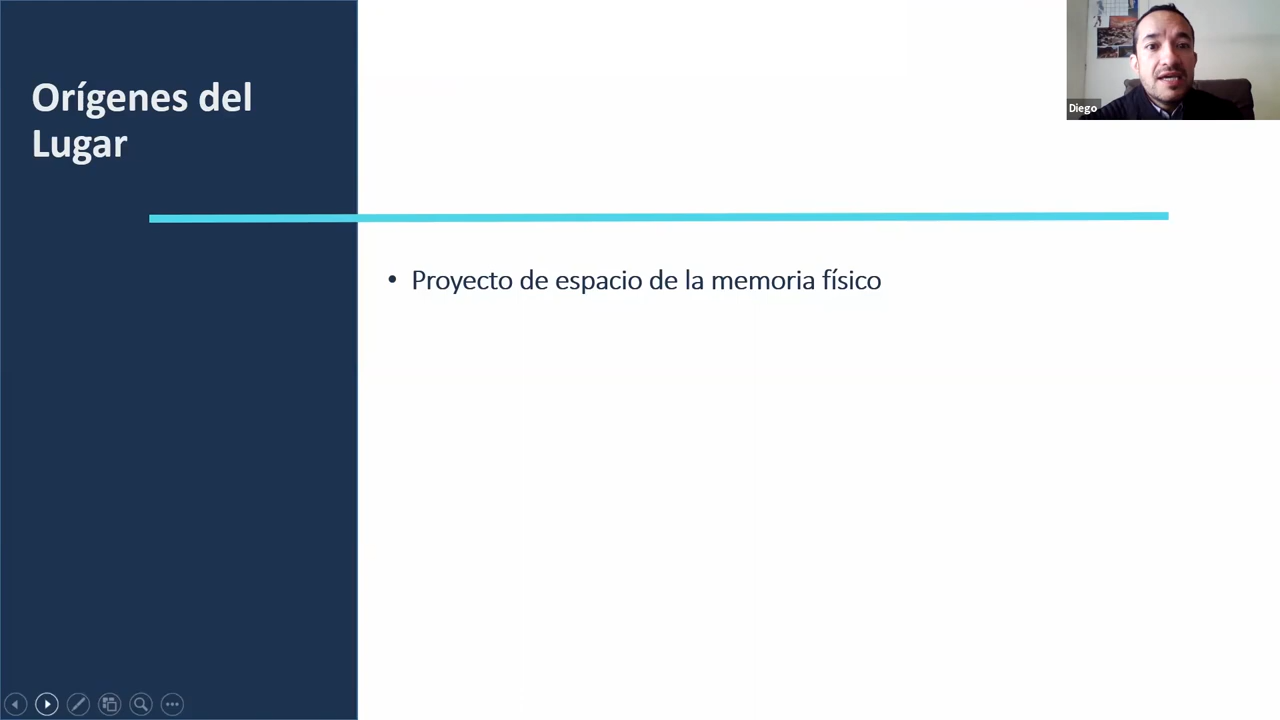 Orígenes del
Lugar
• Proyecto de espacio de la memoria físico
Diego